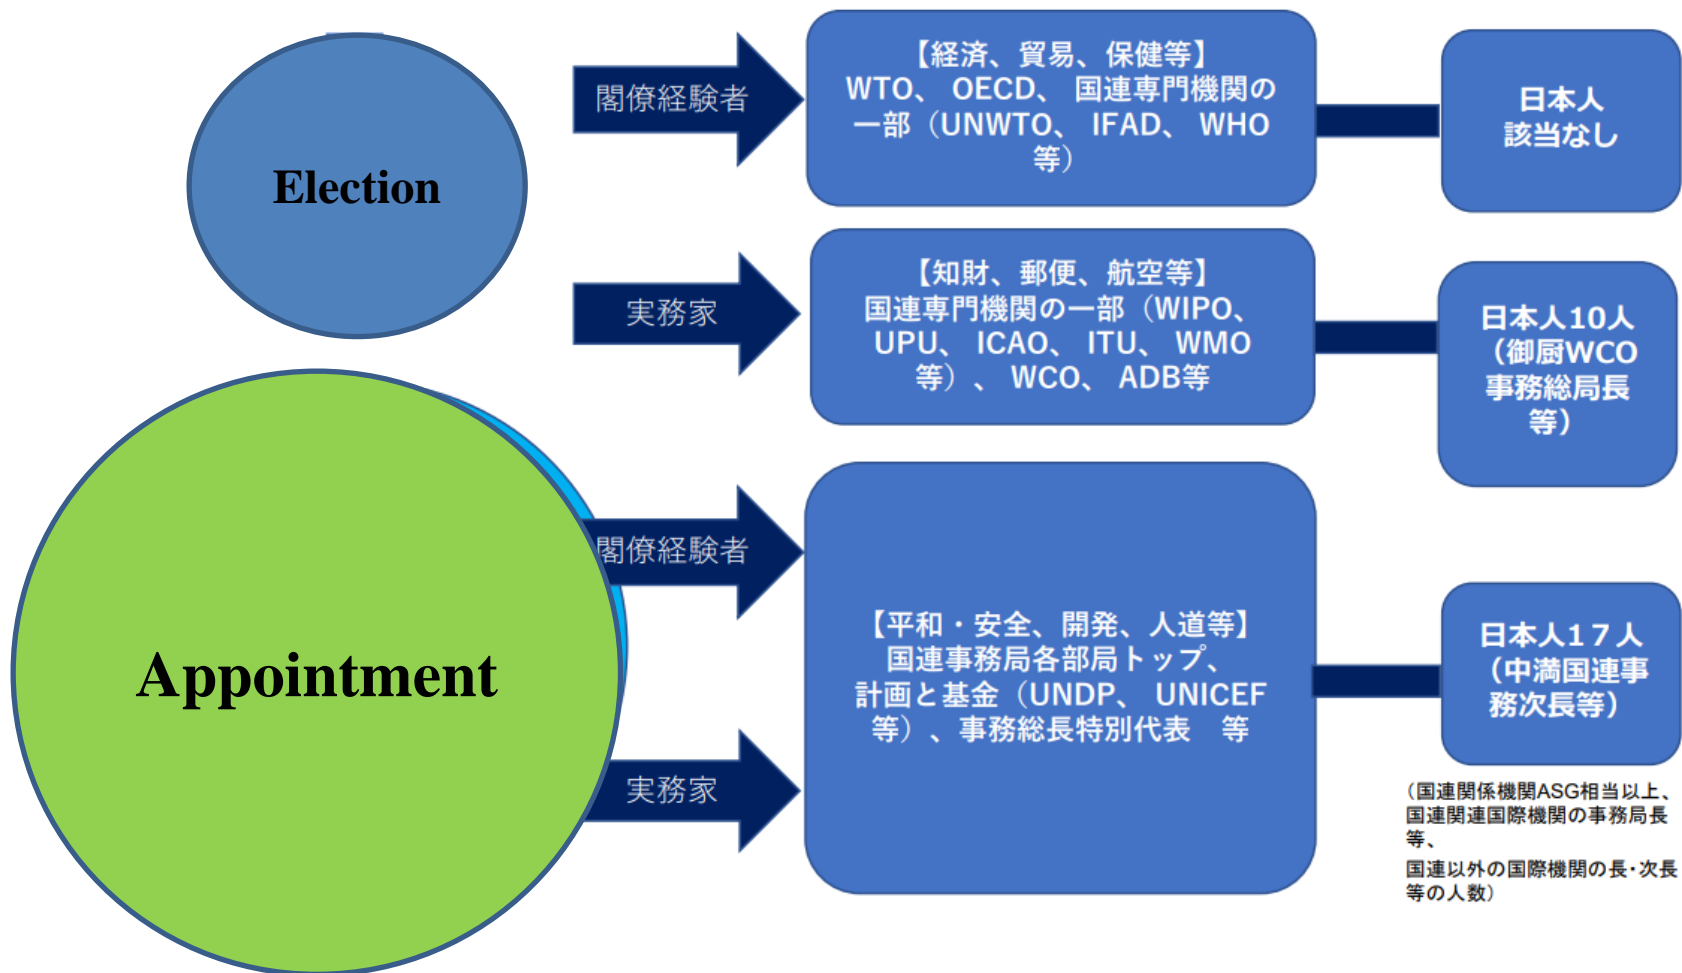 Election
閣僚経験者
【経済、貿易、保健等】
WTO、 OECD、 国連専門機関の
一部（UNWTO、 IFAD、 WHO
等）
日本人
該当なし
実務家
【知財、郵便、航空等】
国連専門機関の一部（WIPO、
UPU、 ICAO、 ITU、 WMO
等）、 WCO、 ADB等
日本人10人
（御厨WCO
事務総局長
等）
Appointment
閣僚経験者
実務家
【平和・安全、開発、人道等】
国連事務局各部局トップ、
計画と基金（UNDP、 UNICEF
等）、事務総長特別代表　等
日本人１７人
（中満国連事
務次長等）
（国連関係機関ASG相当以上、
国連関連国際機関の事務局長
等、
国連以外の国際機関の長・次長
等の人数）